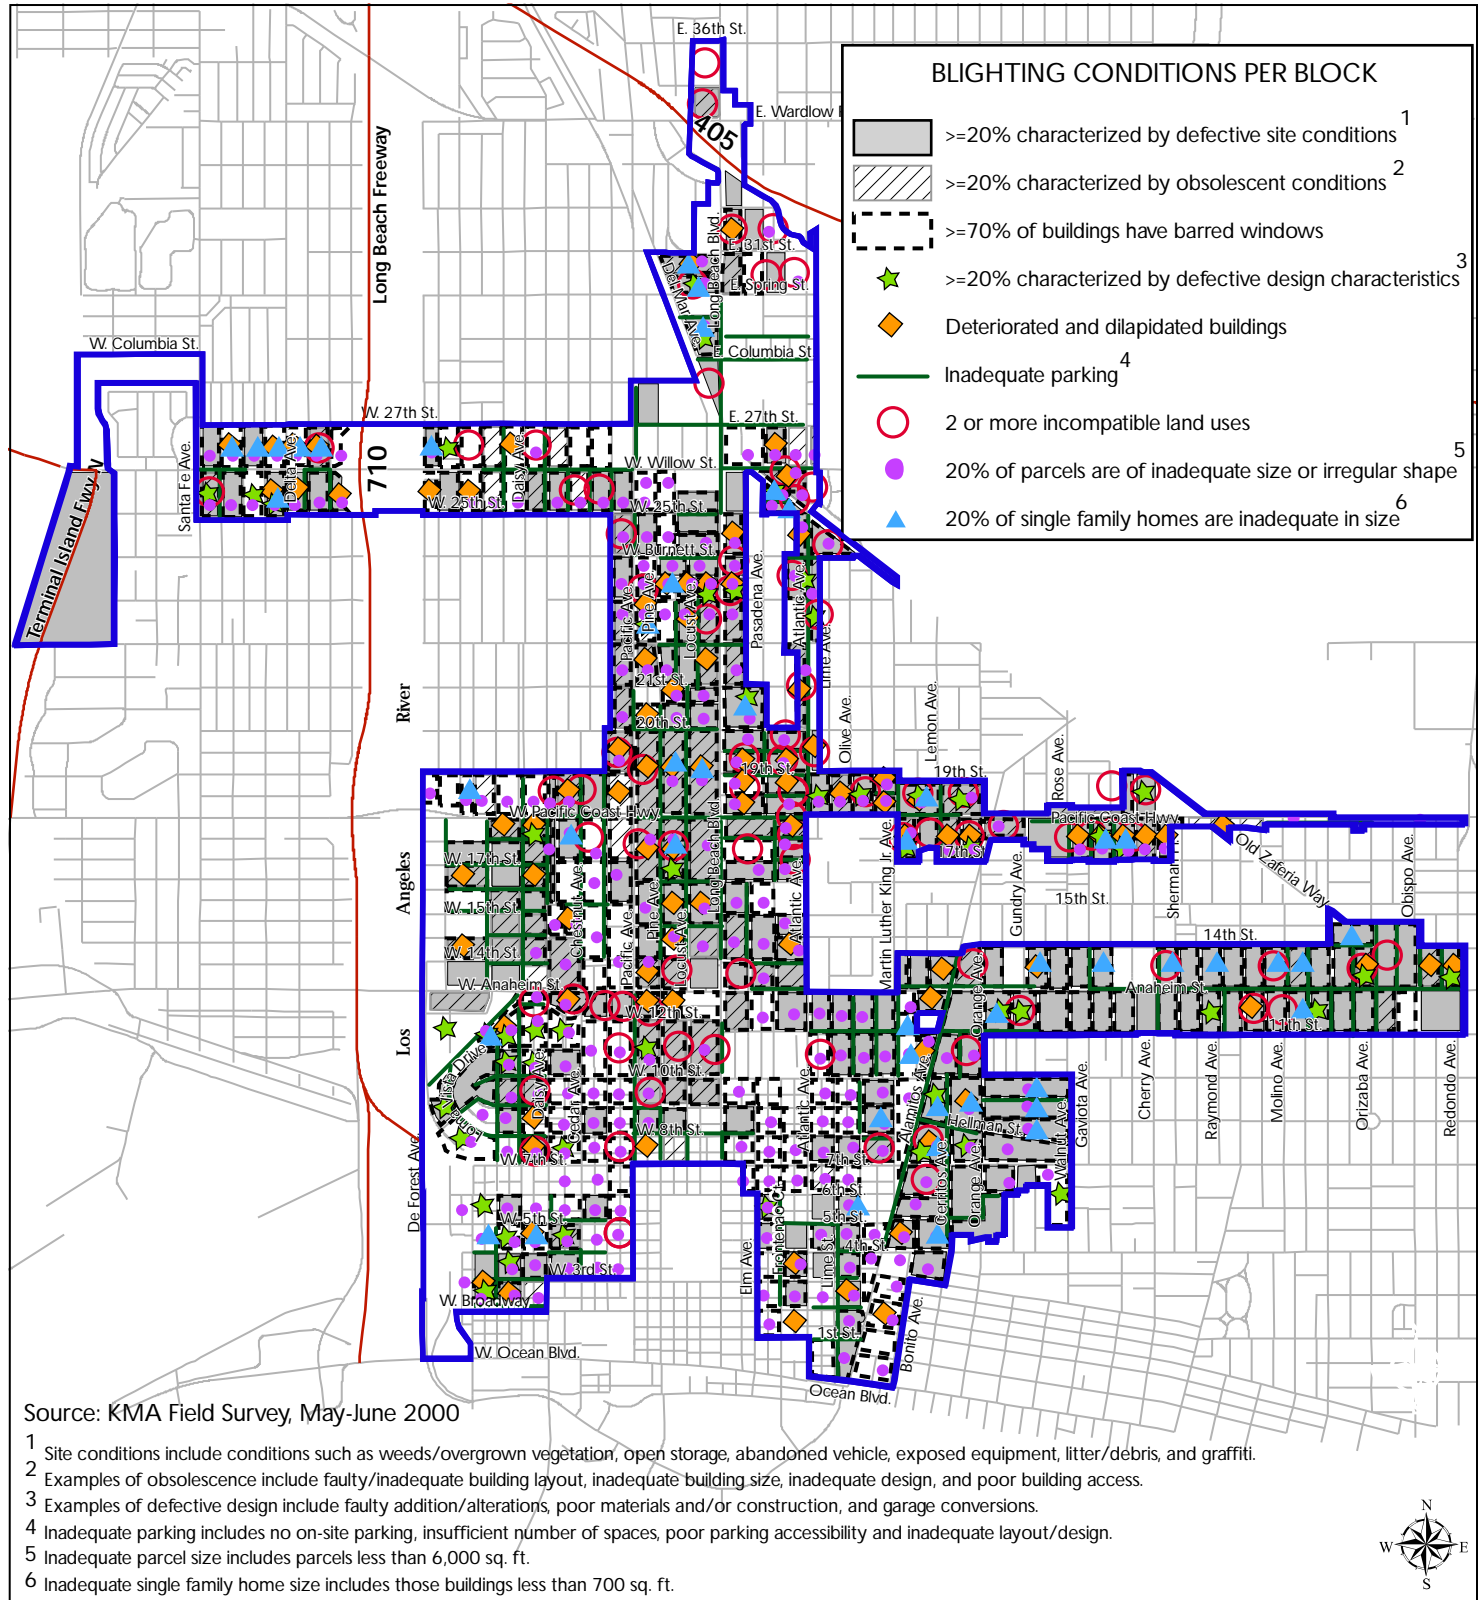 E. 36th St.
E. Wardlow
405
BLIGHTING CONDITIONS PER BLOCK
>=20% characterized by defective site conditions 1
>=20% characterized by obsolescent conditions 2
>=70% of buildings have barred windows
>=20% characterized by defective design characteristics 3
Deteriorated and dilapidated buildings
Inadequate parking 4
2 or more incompatible land uses
20% of parcels are of inadequate size or irregular shape 5
20% of single family homes are inadequate in size 6
Long Beach Freeway
Long Beach Blvd.
E. 31st St.
E. Spring St.
Del Mar Ave.
E. Columbia St.
W. Columbia St.
W. 27th St.
E. 27th St.
Santa Fe Ave.
Delta Ave.
710
Daisy Ave.
W. Willow St.
W. 25th St.
W. 25th St.
Terminal Island Fwy
W. Burnett St.
Pacific Ave.
Pine Ave.
Locust Ave.
Pasadena Ave.
Atlantic Ave.
Lime Ave.
21st St.
20th St.
19th St.
Olive Ave.
Lemon Ave.
19th St.
Rose Ave.
River
Angeles
Los
W. Pacific Coast Hwy
Pacific Coast Hwy
W. 17th St.
17th St.
Old Zaferia Way
Obispo Ave.
W. 15th St.
15th St.
Chestnut Ave.
Pacific Ave.
Pine Ave.
Locust Ave.
Long Beach Blvd.
Atlantic Ave.
Martin Luther King Jr. Ave.
Gundry Ave.
W. 14th St.
14th St.
W. Anaheim St.
Anaheim St.
W. 12th St.
Orange Ave.
11th St.
W. 10th St.
Daisy Ave.
Cedar Ave.
Atlantic Ave.
Alamitos Ave.
Hellman St.
Walnut Ave.
Gaviota Ave.
Cherry Ave.
Raymond Ave.
Molino Ave.
Orizaba Ave.
Redondo Ave.
W. 8th St.
W. 7th St.
7th St.
De Forest Ave.
6th St.
W. 5th St.
5th St.
4th St.
Cerritos Ave.
Orange Ave.
W. 3rd St.
Elm Ave.
Frontenac Ct.
Lime St.
W. Broadway
1st St.
Bonito Ave.
W. Ocean Blvd.
Ocean Blvd.
Source: KMA Field Survey, May-June 2000
1 Site conditions include conditions such as weeds/overgrown vegetation, open storage, abandoned vehicle, exposed equipment, litter/debris, and graffiti.
2 Examples of obsolescence include faulty/inadequate building layout, inadequate building size, inadequate design, and poor building access.
3 Examples of defective design include faulty addition/alterations, poor materials and/or construction, and garage conversions.
4 Inadequate parking includes no on-site parking, insufficient number of spaces, poor parking accessibility and inadequate layout/design.
5 Inadequate parcel size includes parcels less than 6,000 sq. ft.
6 Inadequate single family home size includes those buildings less than 700 sq. ft.
N
W E
S